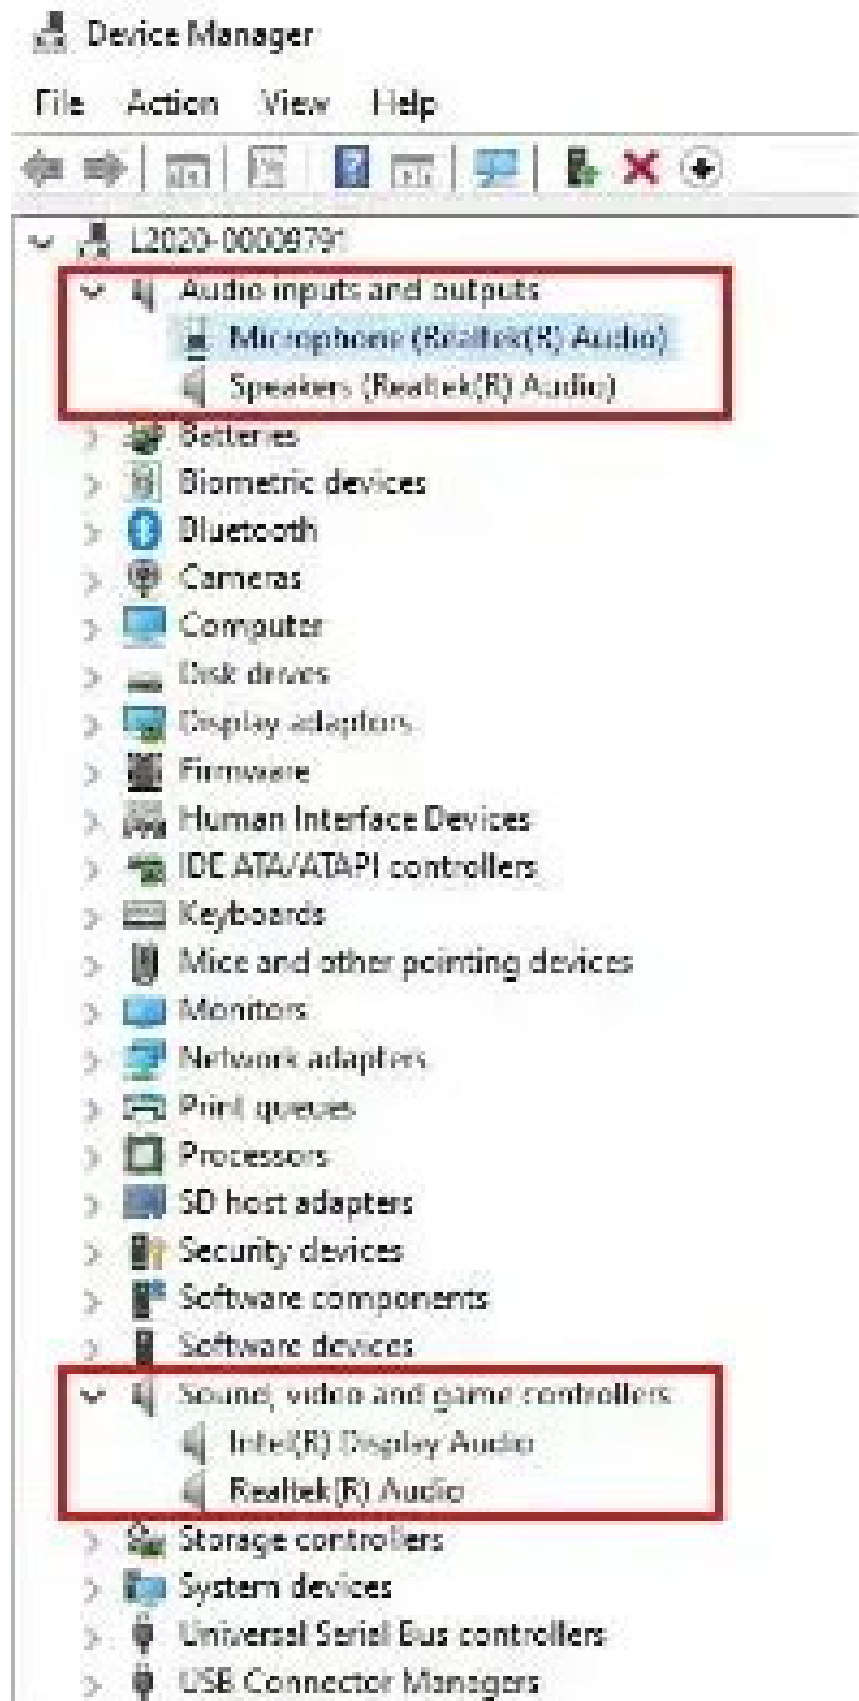 Device Manager
File Action View Help
L2020-00009791
Audio inputs and outputs
Microphone (Realtek(R) Audio)
Speakers (Realtek(R) Audio)
Batteries
Biometric devices
Bluetooth
Cameras
Computer
Disk drives
Display adaptors
Firmware
Human Interface Devices
IDE ATA/ATAPI controllers
Keyboards
Mice and other pointing devices
Monitors
Network adapters
Print queues
Processors
SD host adapters
Security devices
Software components
Software devices
Sound, video and game controllers
Intel(R) Display Audio
Realtek(R) Audio
Storage controllers
System devices
Universal Serial Bus controllers
USB Connector Managers